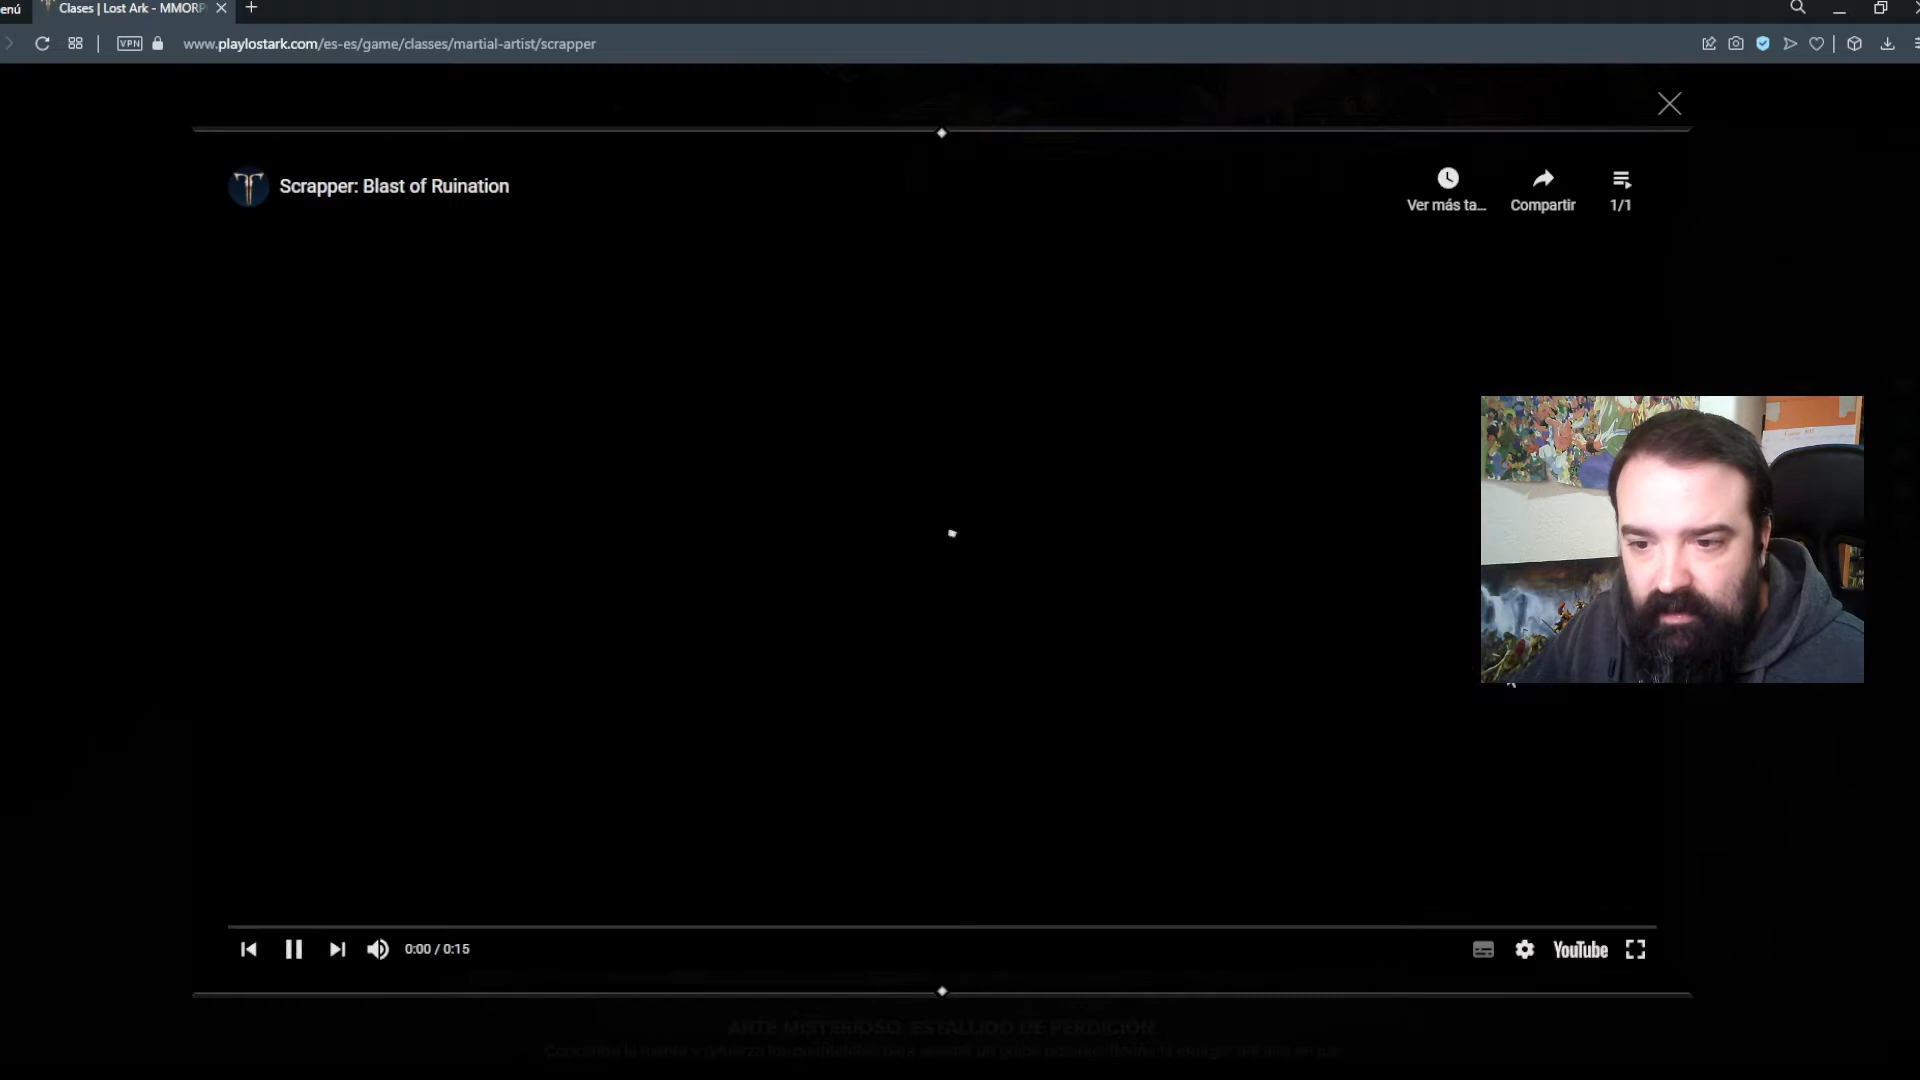 enú
Clases | Lost Ark - MMORP
VPN
www.playlostark.com/es-es/game/classes/martial-artist/scrapper
Scrapper: Blast of Ruination
Ver más ta...
Compartir
1/1
0:00 / 0:15
YouTube
ARTE MISTERIOSO: ESTALLIDO DE PERDICIÓN